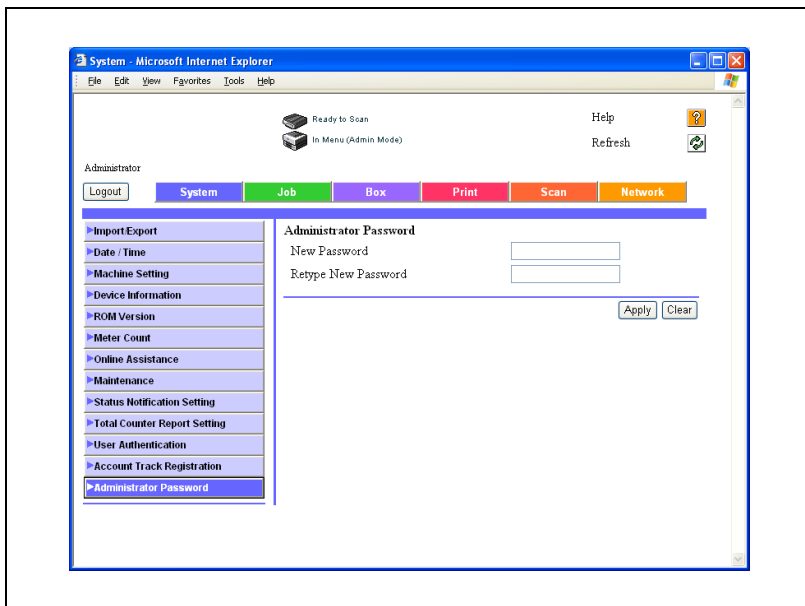 System - Microsoft Internet Explorer
File Edit View Favorites Tools Help
Ready to Scan
In Menu (Admin Mode)
Help
?
Refresh
Administrator
Logout
System Job Box Print Scan Network
Import/Export
Date / Time
Machine Setting
Device Information
ROM Version
Meter Count
Online Assistance
Maintenance
Status Notification Setting
Total Counter Report Setting
User Authentication
Account Track Registration
Administrator Password
Administrator Password
New Password
Retype New Password
Apply Clear